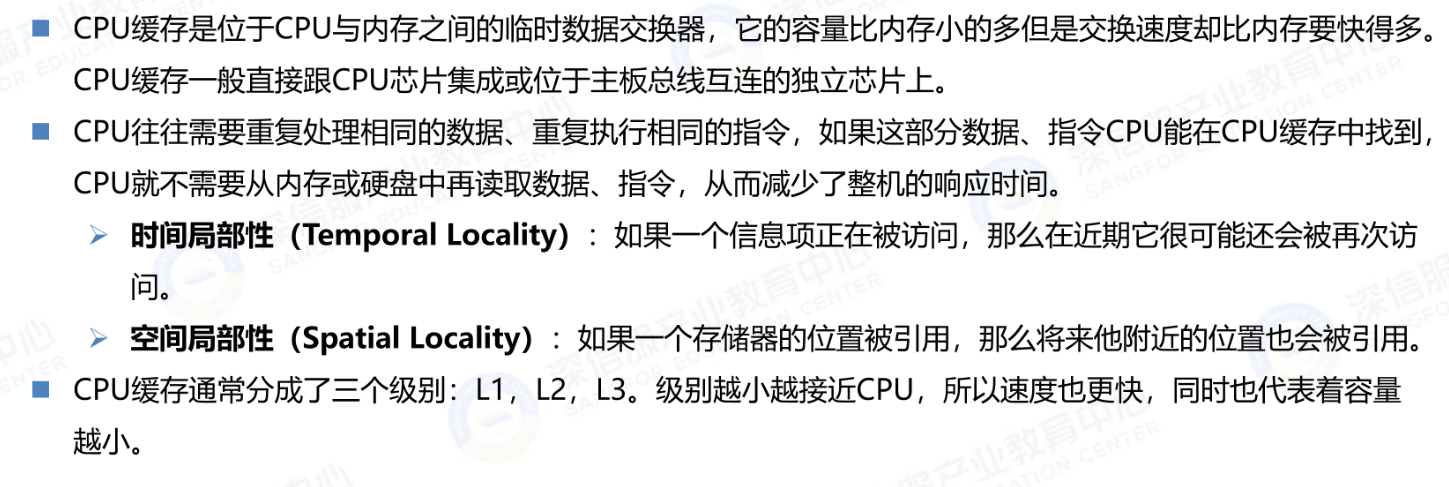 CPU缓存是位于CPU与内存之间的临时数据交换器，它的容量比内存小的多但是交换速度却比内存要快得多。
CPU缓存一般直接跟CPU芯片集成或位于主板总线互连的独立芯片上。
CPU往往需要重复处理相同的数据、重复执行相同的指令，如果这部分数据、指令CPU能在CPU缓存中找到，
CPU就不需要从内存或硬盘中再读取数据、指令，从而减少了整机的响应时间。
时间局部性（Temporal Locality）：如果一个信息项正在被访问，那么在近期它很可能还会被再次访
问。
空间局部性（Spatial Locality）：如果一个存储器的位置被引用，那么将来他附近的位置也会被引用。
CPU缓存通常分成了三个级别：L1，L2，L3。级别越小越接近CPU，所以速度也更快，同时也代表着容量
越小。
深信服产业教育中心
SANGFOR EDUCATION CENTER